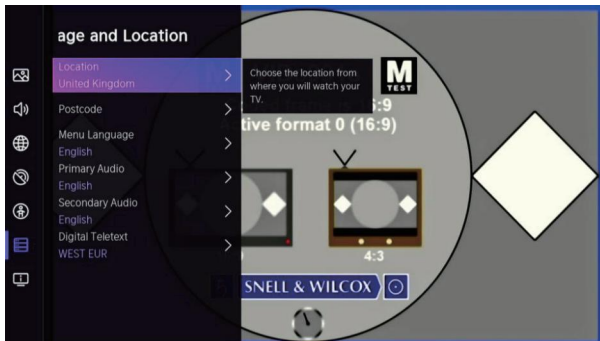 age and Location
Location
United Kingdom
Choose the location from
where you will watch your
TV.
Postcode
Menu Language
English
Primary Audio
English
Secondary Audio
English
Digital Teletext
WEST EUR
M
TEST
:9
tive format 0 (16:9)
4:3
SNELL & WILCOX